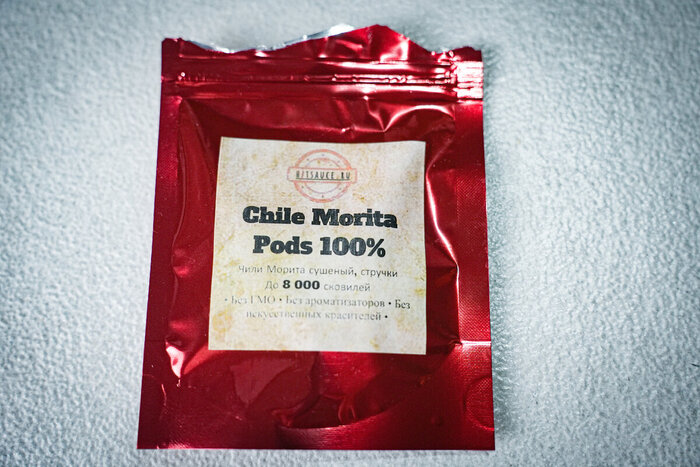 HOTSAUCE.RU
Chile Morita
Pods 100%
Чили Морита сушеный, стручки
До 8 000 сковилей
• Без ГМО • Без ароматизаторов • Без
искусственных красителей •